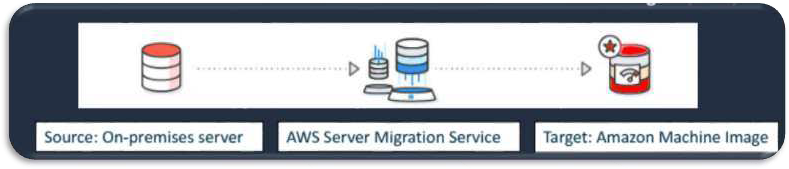 Source: On-premises server
AWS Server Migration Service
Target: Amazon Machine Image